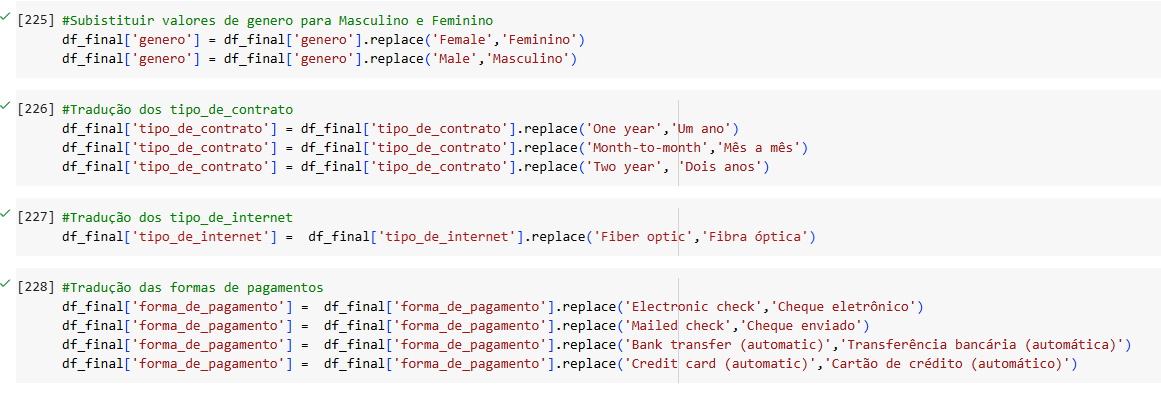 [225] #Subistituir valores de genero para Masculino e Feminino
df_final['genero'] = df_final['genero'].replace('Female','Feminino')
df_final['genero'] = df_final['genero'].replace('Male','Masculino')
[226] #Tradução dos tipo_de_contrato
df_final['tipo_de_contrato'] = df_final['tipo_de_contrato'].replace('One year','Um ano')
df_final['tipo_de_contrato'] = df_final['tipo_de_contrato'].replace('Month-to-month','Mês a mês')
df_final['tipo_de_contrato'] = df_final['tipo_de_contrato'].replace('Two year', 'Dois anos')
[227] #Tradução dos tipo_de_internet
df_final['tipo_de_internet'] =  df_final['tipo_de_internet'].replace('Fiber optic','Fibra óptica')
[228] #Tradução das formas de pagamentos
df_final['forma_de_pagamento'] =  df_final['forma_de_pagamento'].replace('Electronic check','Cheque eletrônico')
df_final['forma_de_pagamento'] =  df_final['forma_de_pagamento'].replace('Mailed check','Cheque enviado')
df_final['forma_de_pagamento'] =  df_final['forma_de_pagamento'].replace('Bank transfer (automatic)','Transferência bancária (automática)')
df_final['forma_de_pagamento'] =  df_final['forma_de_pagamento'].replace('Credit card (automatic)','Cartão de crédito (automático)')